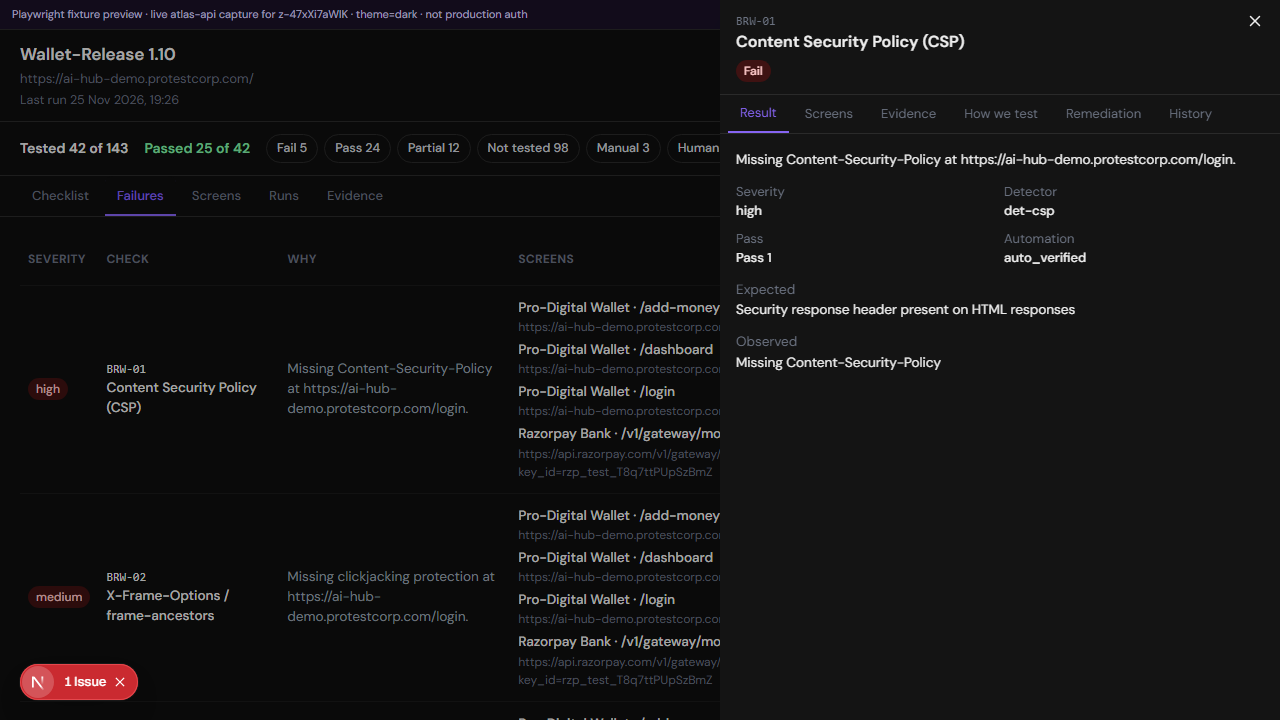 Playwright fixture preview · live atlas-api capture for z-47xXi7aWIK · theme=dark · not production auth
Wallet-Release 1.10
https://ai-hub-demo.protestcorp.com/
Last run 25 Nov 2026, 19:26
Tested 42 of 143 Passed 25 of 42 Fail 5 Pass 24 Partial 12 Not tested 98 Manual 3 Human
Checklist Failures Screens Runs Evidence
SEVERITY CHECK WHY SCREENS
high
BRW-01
Content Security Policy
(CSP)
Missing Content-Security-Policy
at https://ai-hub-
demo.protestcorp.com/login.
Pro-Digital Wallet · /add-money
https://ai-hub-demo.protestcorp.co
Pro-Digital Wallet · /dashboard
https://ai-hub-demo.protestcorp.co
Pro-Digital Wallet · /login
https://ai-hub-demo.protestcorp.co
Razorpay Bank · /v1/gateway/mo
https://api.razorpay.com/v1/gateway/
key_id=rzp_test_T8q7ttPUpSzBmZ
medium
BRW-02
X-Frame-Options /
frame-ancestors
Missing clickjacking protection at
https://ai-hub-
demo.protestcorp.com/login.
Pro-Digital Wallet · /add-money
https://ai-hub-demo.protestcorp.co
Pro-Digital Wallet · /dashboard
https://ai-hub-demo.protestcorp.co
Pro-Digital Wallet · /login
https://ai-hub-demo.protestcorp.co
Razorpay Bank · /v1/gateway/mo
https://api.razorpay.com/v1/gateway/
key_id=rzp_test_T8q7ttPUpSzBmZ
1 Issue
BRW-01
Content Security Policy (CSP)
Fail
Result Screens Evidence How we test Remediation History
Missing Content-Security-Policy at https://ai-hub-demo.protestcorp.com/login.
Severity Detector
high det-csp
Pass Automation
Pass 1 auto_verified
Expected
Security response header present on HTML responses
Observed
Missing Content-Security-Policy